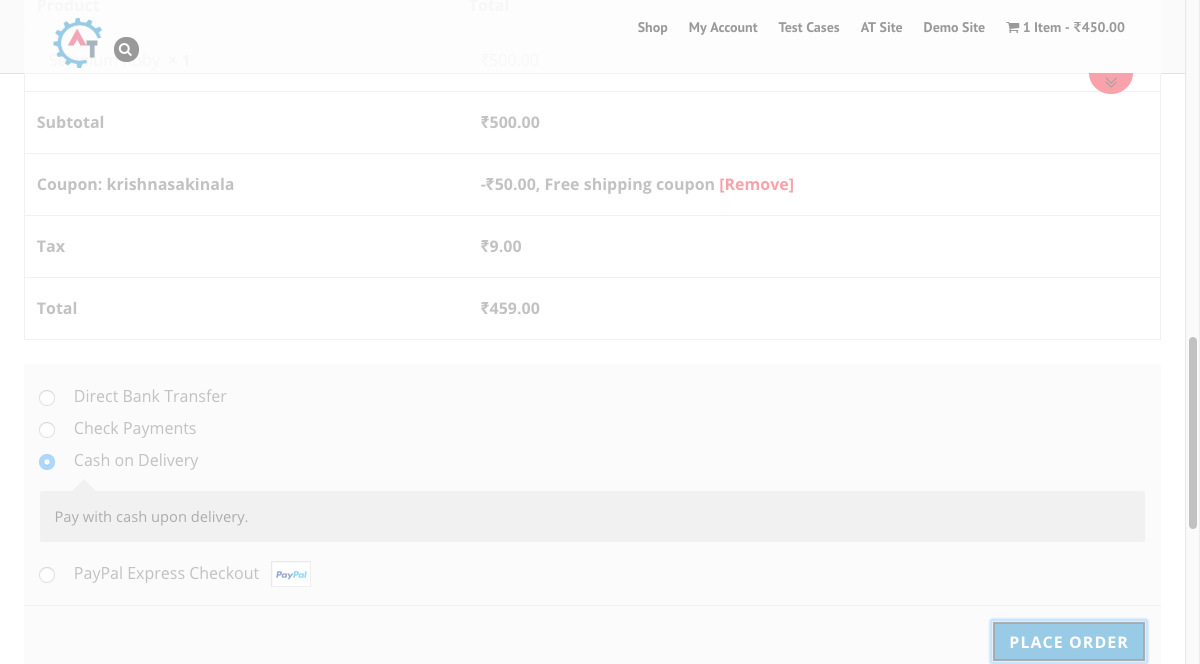 Product Total
AT
Shop My Account Test Cases AT Site Demo Site 1 Item - ₹450.00
× 1 ₹500.00
Subtotal ₹500.00
Coupon: krishnasakinala -₹50.00, Free shipping coupon [Remove]
Tax ₹9.00
Total ₹459.00
Direct Bank Transfer
Check Payments
Cash on Delivery
Pay with cash upon delivery.
PayPal Express Checkout PayPal
PLACE ORDER